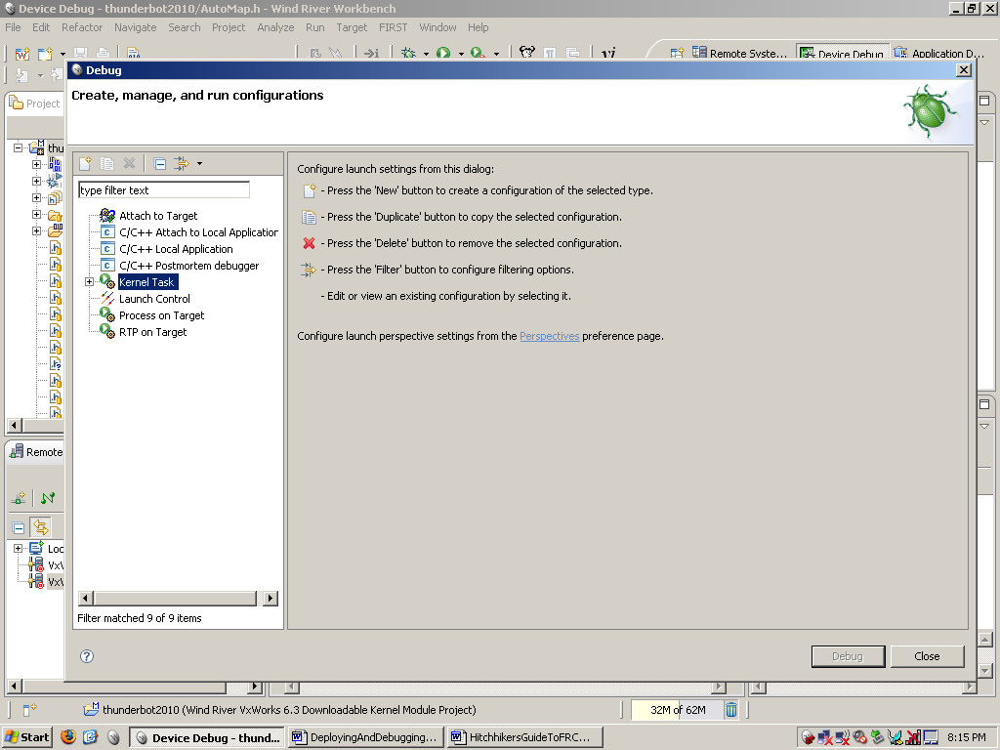 Device Debug - thunderbot2010/AutoMap.h - Wind River Workbench
File Edit Refactor Navigate Search Project Analyze Run Target FIRST Window Help
Remote Syste... Device Debug Application D...
Debug
Create, manage, and run configurations
Project
thu
type filter text
Attach to Target
C/C++ Attach to Local Application
C/C++ Local Application
C/C++ Postmortem debugger
Kernel Task
Launch Control
Process on Target
RTP on Target
Filter matched 9 of 9 items
Configure launch settings from this dialog:
- Press the 'New' button to create a configuration of the selected type.
- Press the 'Duplicate' button to copy the selected configuration.
- Press the 'Delete' button to remove the selected configuration.
- Press the 'Filter' button to configure filtering options.
- Edit or view an existing configuration by selecting it.
Configure launch perspective settings from the Perspectives preference page.
Remote
Loc
VxW
VxW
Debug Close
thunderbot2010 (Wind River VxWorks 6.3 Downloadable Kernel Module Project)
32M of 62M
Start
Device Debug - thund...
DeployingAndDebugging...
HitchhikersGuideToFRC...
8:15 PM